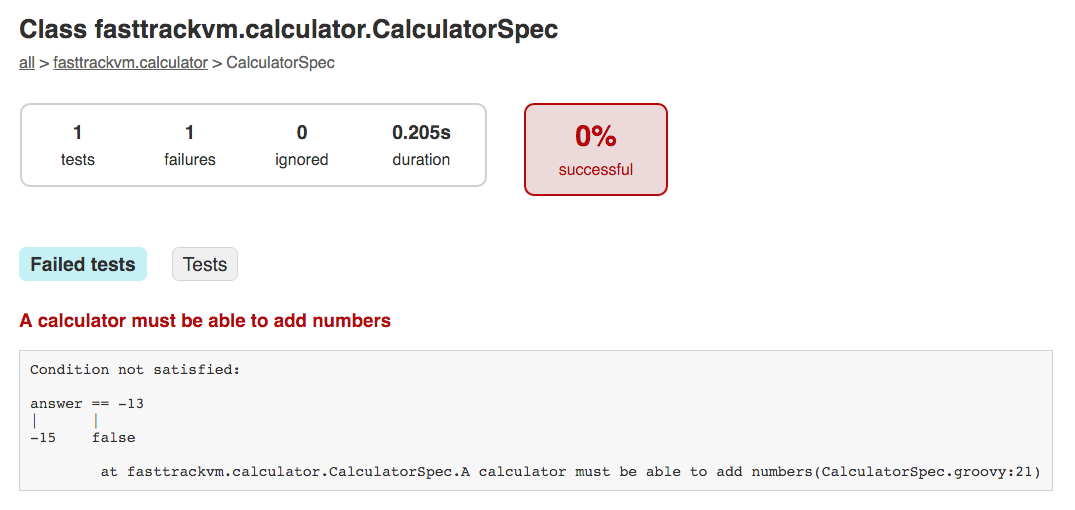 Class fasttrackvm.calculator.CalculatorSpec
all > fasttrackvm.calculator > CalculatorSpec
1 1 0 0.205s
tests failures ignored duration
0%
successful
Failed tests Tests
A calculator must be able to add numbers
Condition not satisfied:
answer == -13
| |
-15 false
at fasttrackvm.calculator.CalculatorSpec.A calculator must be able to add numbers(CalculatorSpec.groovy:21)